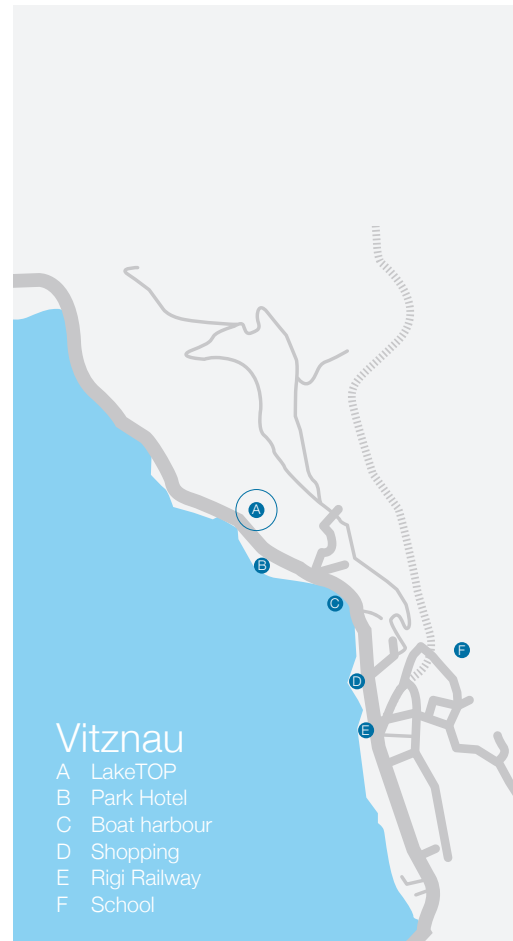 A
B
C
F
D
E
Vitznau
A LakeTOP
B Park Hotel
C Boat harbour
D Shopping
E Rigi Railway
F School